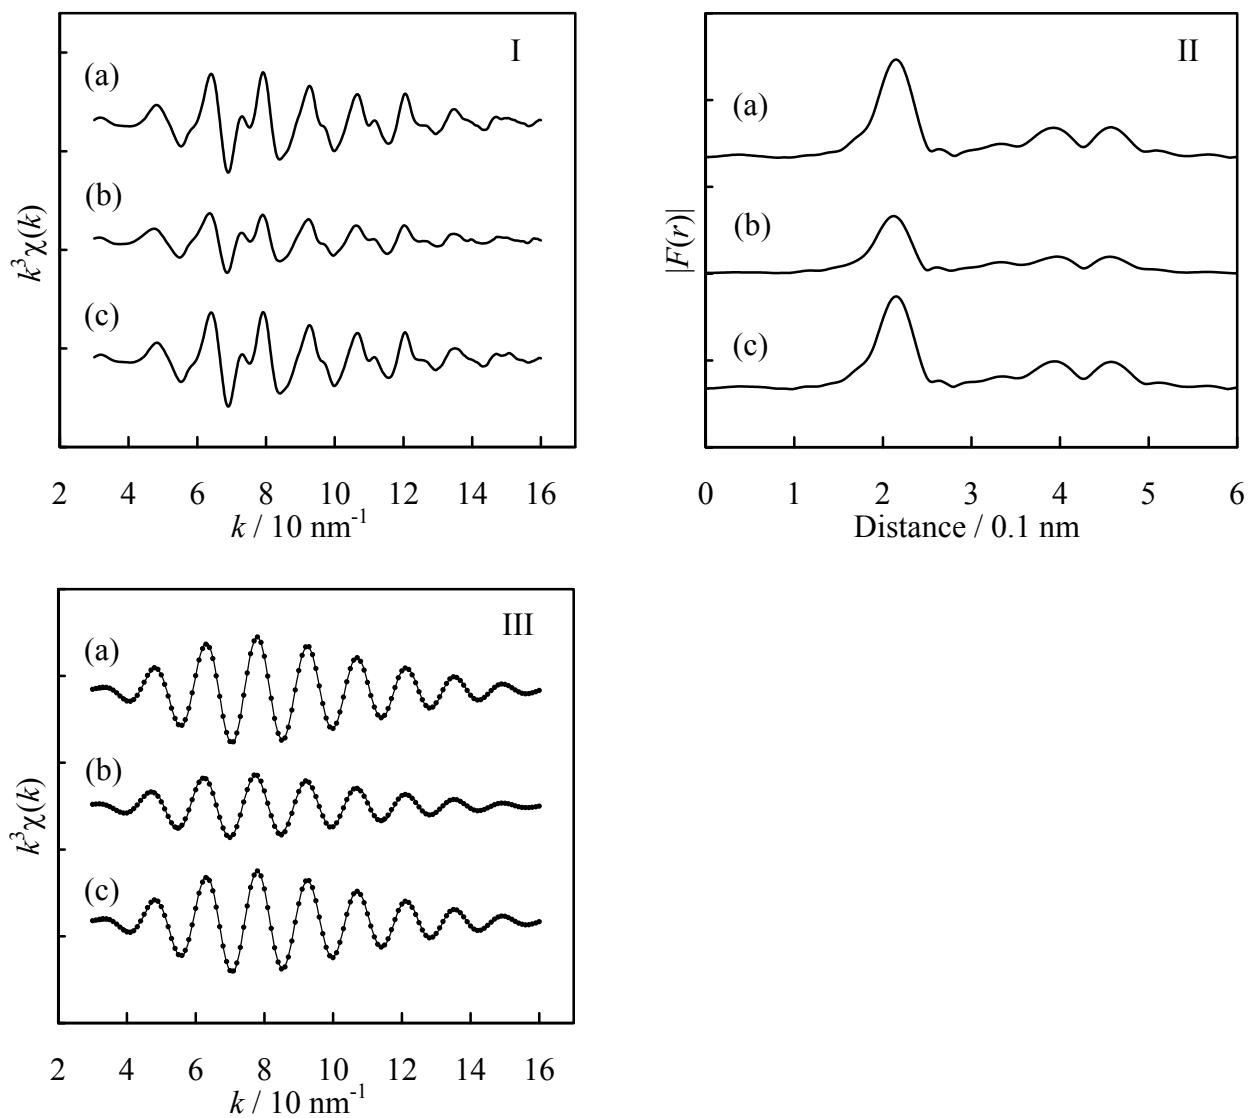 I
(a)
(b)
(c)
k³χ(k)
2 4 6 8 10 12 14 16
k / 10 nm⁻¹
II
(a)
(b)
(c)
|F(r)|
0 1 2 3 4 5 6
Distance / 0.1 nm
III
(a)
(b)
(c)
k³χ(k)
2 4 6 8 10 12 14 16
k / 10 nm⁻¹